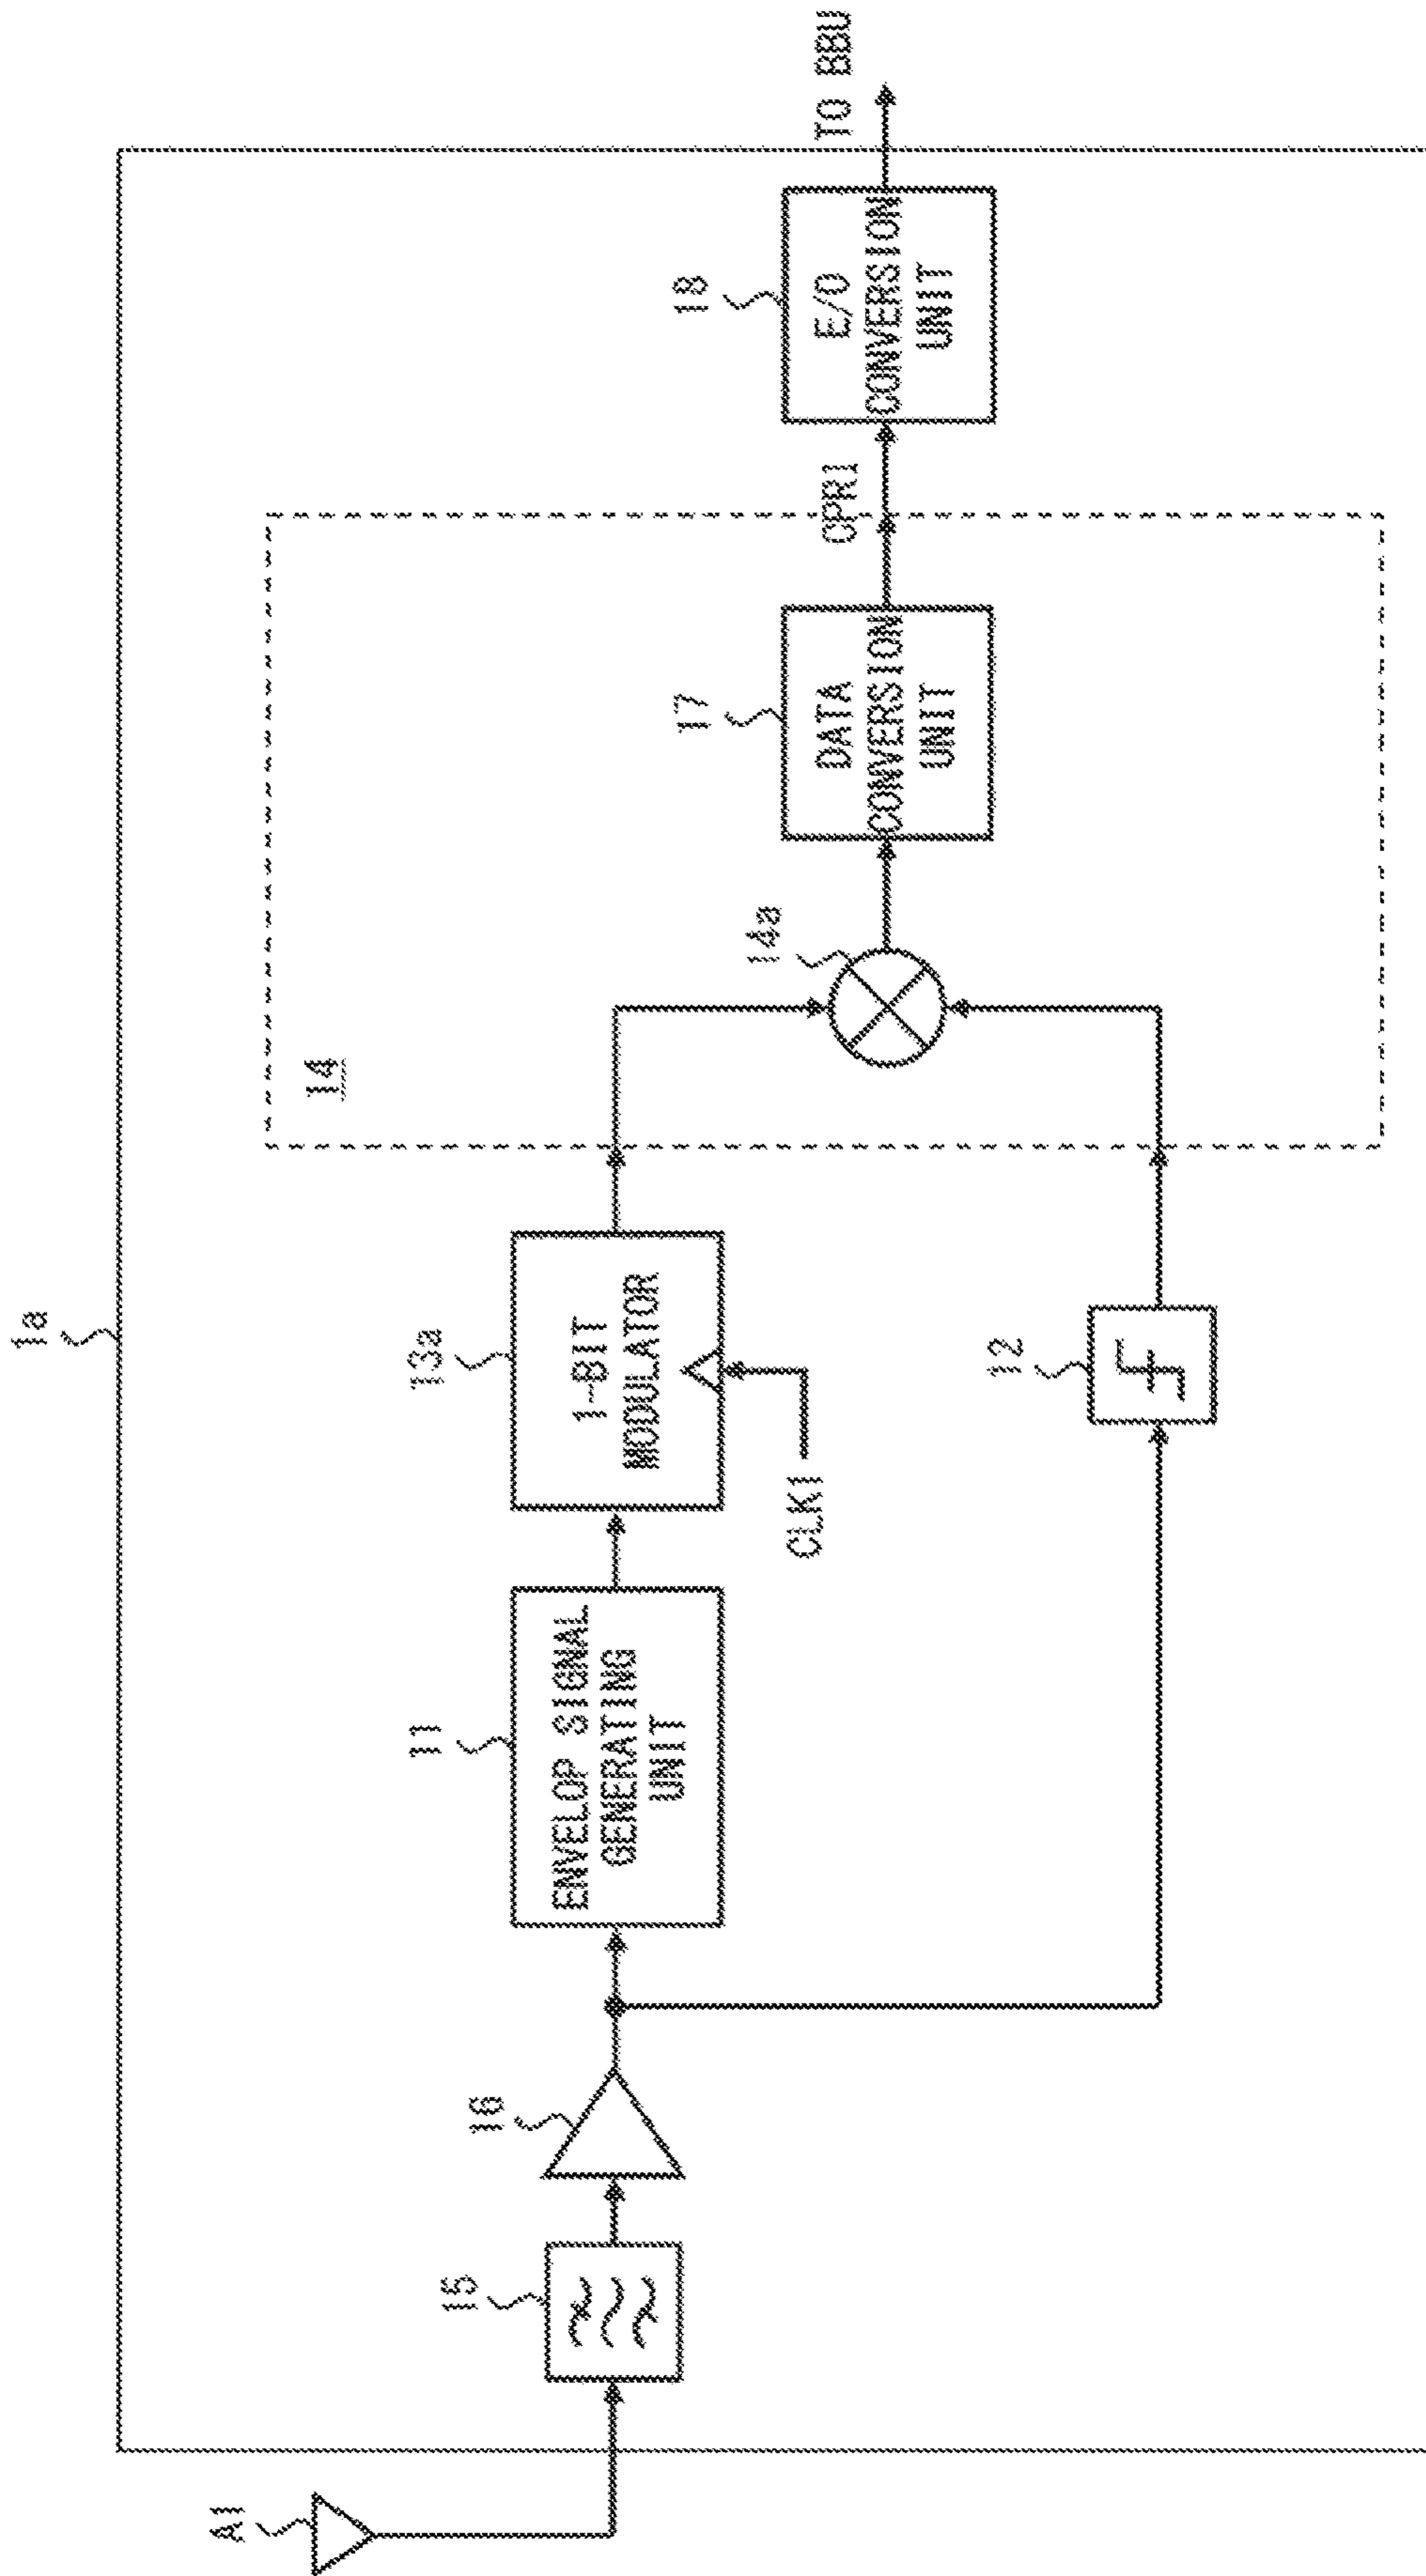 1a
A1
15
16
11
ENVELOP SIGNAL
GENERATING
UNIT
13a
1-BIT
MODULATOR
CLK1
12
14
14a
17
DATA
CONVERSION
UNIT
CPRI
18
E/O
CONVERSION
UNIT
TO BBU